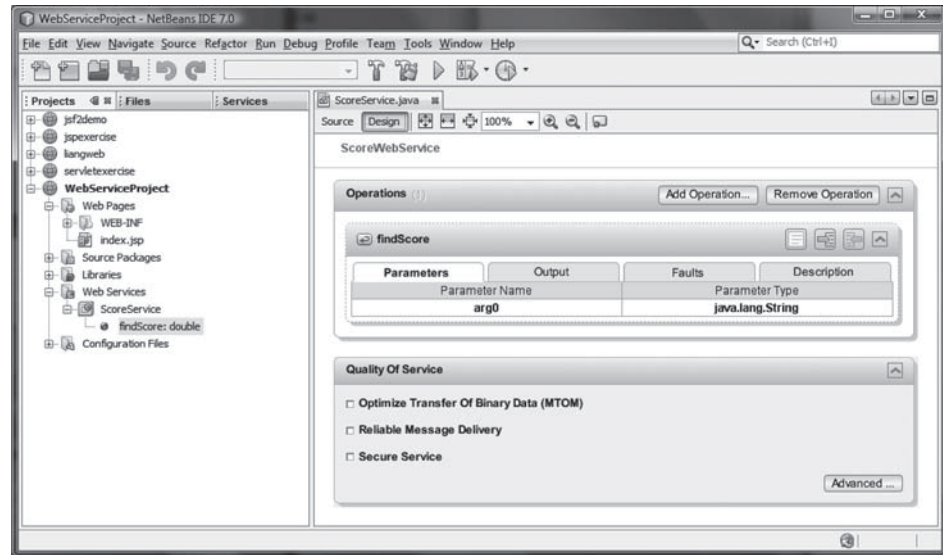 WebServiceProject - NetBeans IDE 7.0
File Edit View Navigate Source Refactor Run Debug Profile Team Tools Window Help
Search (Ctrl+I)
Projects Files Services
jsf2demo
jspexercise
liangweb
servletexercise
WebServiceProject
Web Pages
WEB-INF
index.jsp
Source Packages
Libraries
Web Services
ScoreService
findScore: double
Configuration Files
ScoreService.java
Source Design 100%
ScoreWebService
Operations (1) Add Operation... Remove Operation
findScore
Parameters Output Faults Description
Parameter Name Parameter Type
arg0 java.lang.String
Quality Of Service
Optimize Transfer Of Binary Data (MTOM)
Reliable Message Delivery
Secure Service
Advanced ...